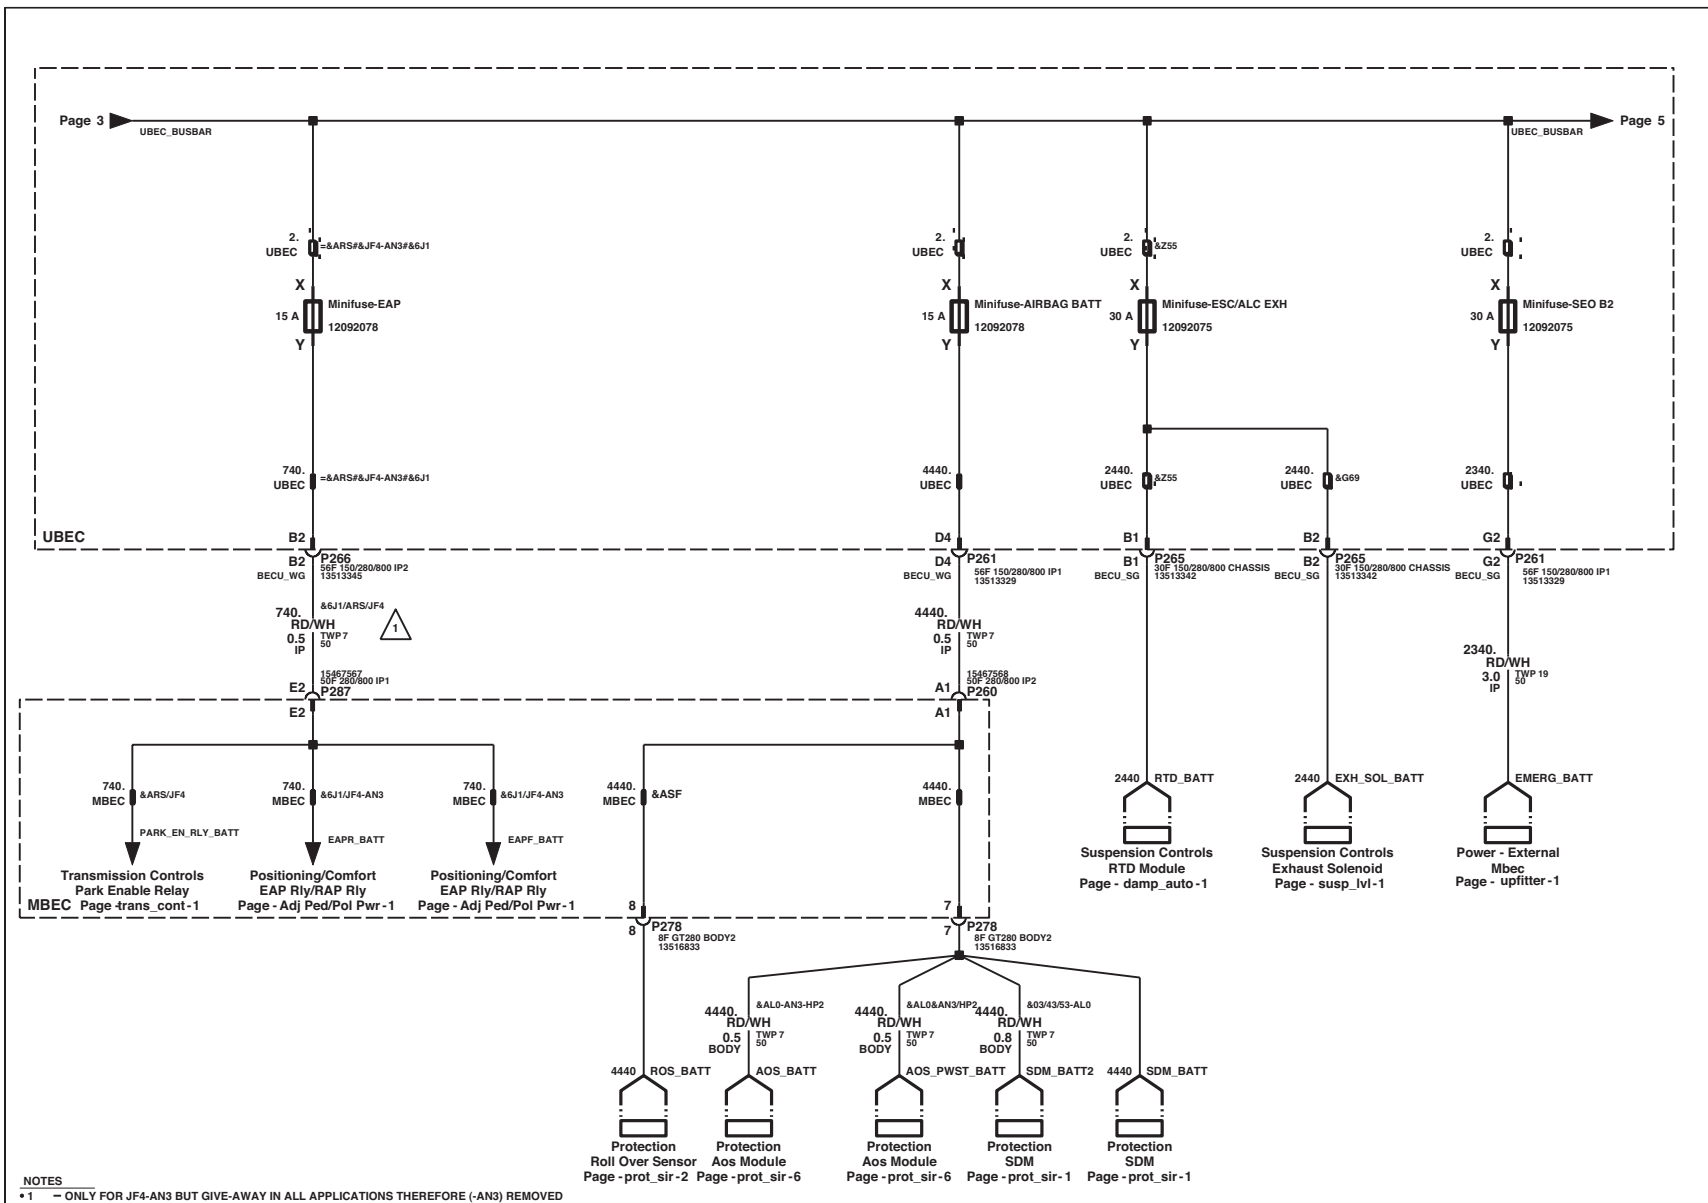 Page 3
UBEC_BUSBAR
UBEC_BUSBAR
Page 5
2.
UBEC
=&ARS#&JF4-AN3#&6J1
2.
UBEC
2.
UBEC
&Z55
2.
UBEC
X
15 A
Minifuse-EAP
12092078
Y
X
15 A
Minifuse-AIRBAG BATT
12092078
Y
X
30 A
Minifuse-ESC/ALC EXH
12092075
Y
X
30 A
Minifuse-SEO B2
12092075
Y
740.
UBEC
=&ARS#&JF4-AN3#&6J1
4440.
UBEC
2440.
UBEC
&Z55
2440.
UBEC
&G69
2340.
UBEC
UBEC
B2
D4
B1
B2
G2
B2
BECU_WG
P266
56F 150/280/800 IP2
13513345
D4
BECU_WG
P261
56F 150/280/800 IP1
13513329
B1
BECU_SG
P265
30F 150/280/800 CHASSIS
13513342
B2
BECU_SG
P265
30F 150/280/800 CHASSIS
13513342
G2
BECU_SG
P261
56F 150/280/800 IP1
13513329
&6J1/ARS/JF4
740.
RD/WH
0.5
IP
TWP 7
50
1
4440.
RD/WH
0.5
IP
TWP 7
50
2340.
RD/WH
3.0
IP
TWP 19
50
15467567
50F 280/800 IP1
E2
P287
E2
15467568
50F 280/800 IP2
A1
P260
A1
740.
MBEC
&ARS/JF4
740.
MBEC
&6J1/JF4-AN3
740.
MBEC
&6J1/JF4-AN3
4440.
MBEC
&ASF
4440.
MBEC
2440
RTD_BATT
2440
EXH_SOL_BATT
EMERG_BATT
PARK_EN_RLY_BATT
EAPR_BATT
EAPF_BATT
Transmission Controls
Park Enable Relay
Page -trans_cont-1
Positioning/Comfort
EAP Rly/RAP Rly
Page - Adj Ped/Pol Pwr-1
Positioning/Comfort
EAP Rly/RAP Rly
Page - Adj Ped/Pol Pwr-1
Suspension Controls
RTD Module
Page - damp_auto-1
Suspension Controls
Exhaust Solenoid
Page - susp_lvl-1
Power - External
Mbec
Page - upfitter-1
MBEC
8
7
8
P278
8F GT280 BODY2
13516833
7
P278
8F GT280 BODY2
13516833
&AL0-AN3-HP2
4440.
RD/WH
0.5
BODY
TWP 7
50
&AL0&AN3/HP2
4440.
RD/WH
0.5
BODY
TWP 7
50
&03/43/53-AL0
4440.
RD/WH
0.8
BODY
TWP 7
50
4440
ROS_BATT
AOS_BATT
AOS_PWST_BATT
SDM_BATT2
4440
SDM_BATT
Protection
Roll Over Sensor
Page -prot_sir-2
Protection
Aos Module
Page -prot_sir-6
Protection
Aos Module
Page -prot_sir-6
Protection
SDM
Page -prot_sir-1
Protection
SDM
Page -prot_sir-1
NOTES
• 1 – ONLY FOR JF4-AN3 BUT GIVE-AWAY IN ALL APPLICATIONS THEREFORE (-AN3) REMOVED